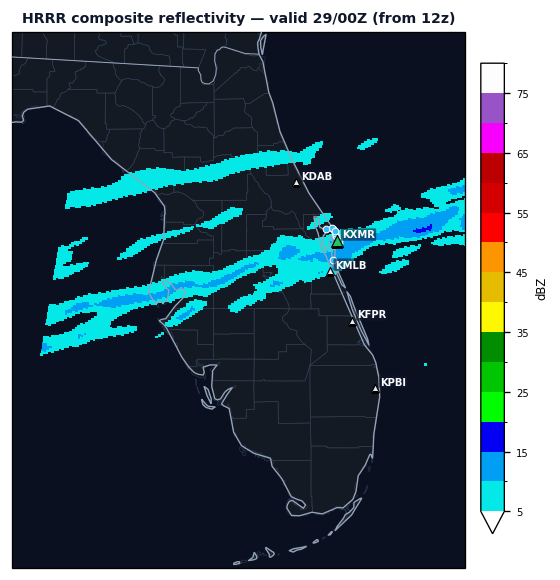 HRRR composite reflectivity — valid 29/00Z (from 12z)
KDAB
KXMR
KMLB
KFPR
KPBI
75
65
55
45
35
25
15
5
dBZ